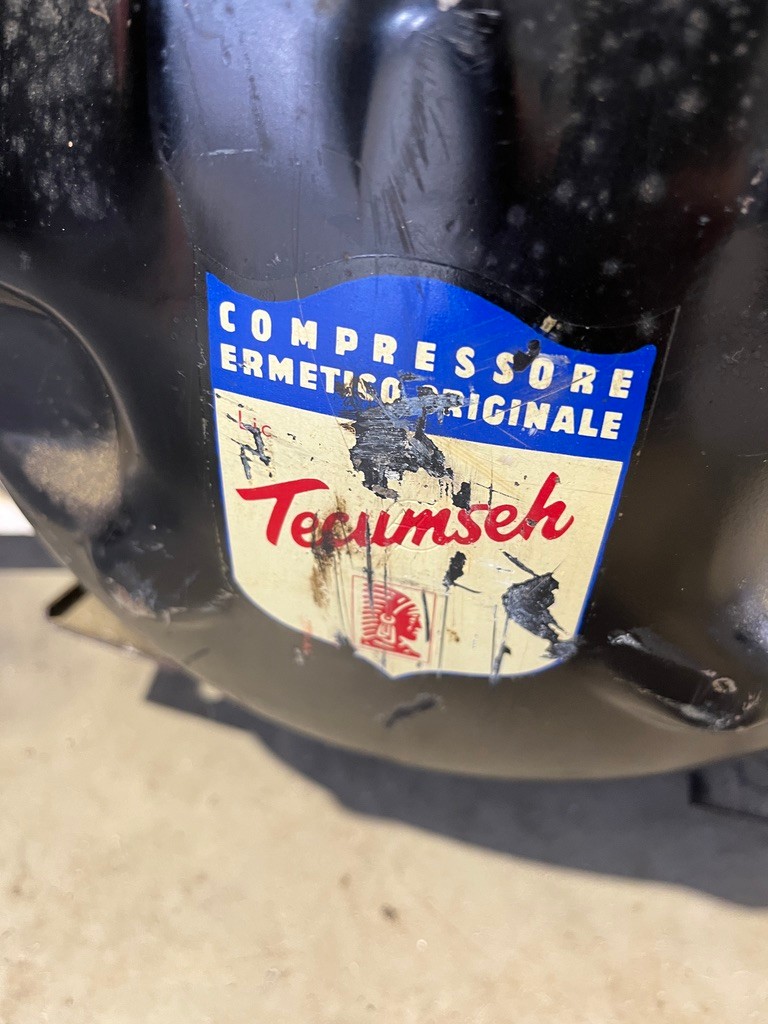 COMPRESSORE
ERMETICO ORIGINALE
Lic
Tecumseh